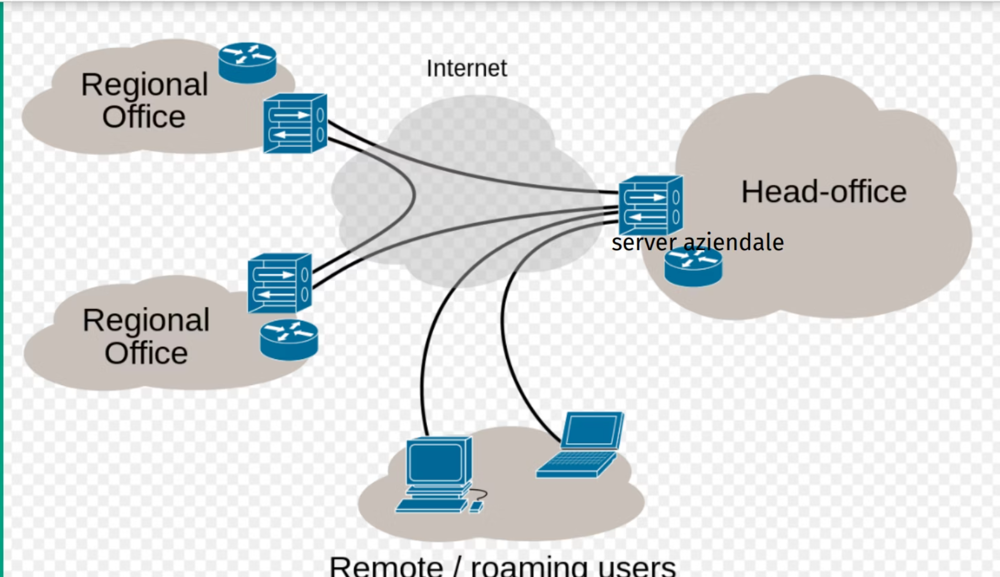 Internet
Regional
Office
Head-office
server aziendale
Regional
Office
Remote / roaming users